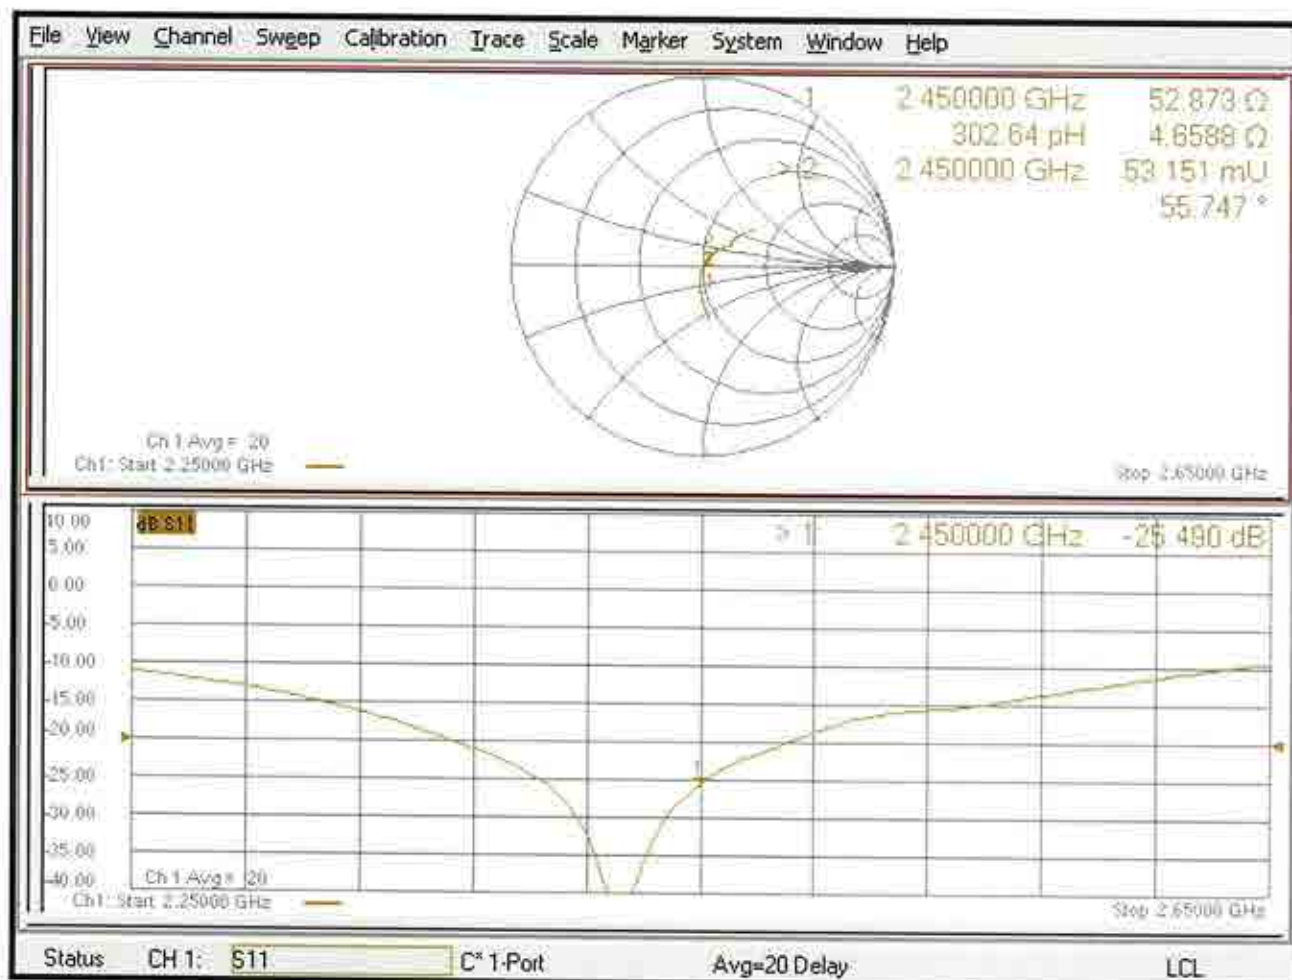 File View Channel Sweep Calibration Trace Scale Marker System Window Help
1 2.450000 GHz 52.873 Ω
302.64 pH 4.6588 Ω
> 2 2.450000 GHz 53.151 mU
55.747 °
2
1
Ch 1 Avg = 20
Ch1: Start 2.25000 GHz
Stop 2.65000 GHz
10.00
dB S11
> 1: 2.450000 GHz -25.490 dB
5.00
0.00
-5.00
-10.00
-15.00
-20.00
-25.00
1
-30.00
-35.00
-40.00
Ch 1 Avg = 20
Ch1: Start 2.25000 GHz
Stop 2.65000 GHz
Status CH 1: S11 C* 1-Port Avg=20 Delay LCL